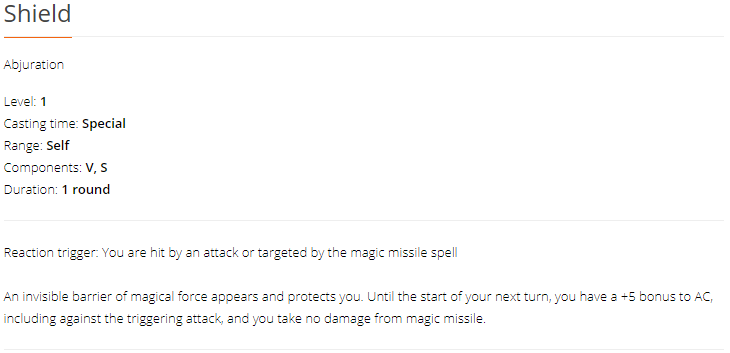 Shield
Abjuration
Level: 1
Casting time: Special
Range: Self
Components: V, S
Duration: 1 round
Reaction trigger: You are hit by an attack or targeted by the magic missile spell
An invisible barrier of magical force appears and protects you. Until the start of your next turn, you have a +5 bonus to AC,
including against the triggering attack, and you take no damage from magic missile.